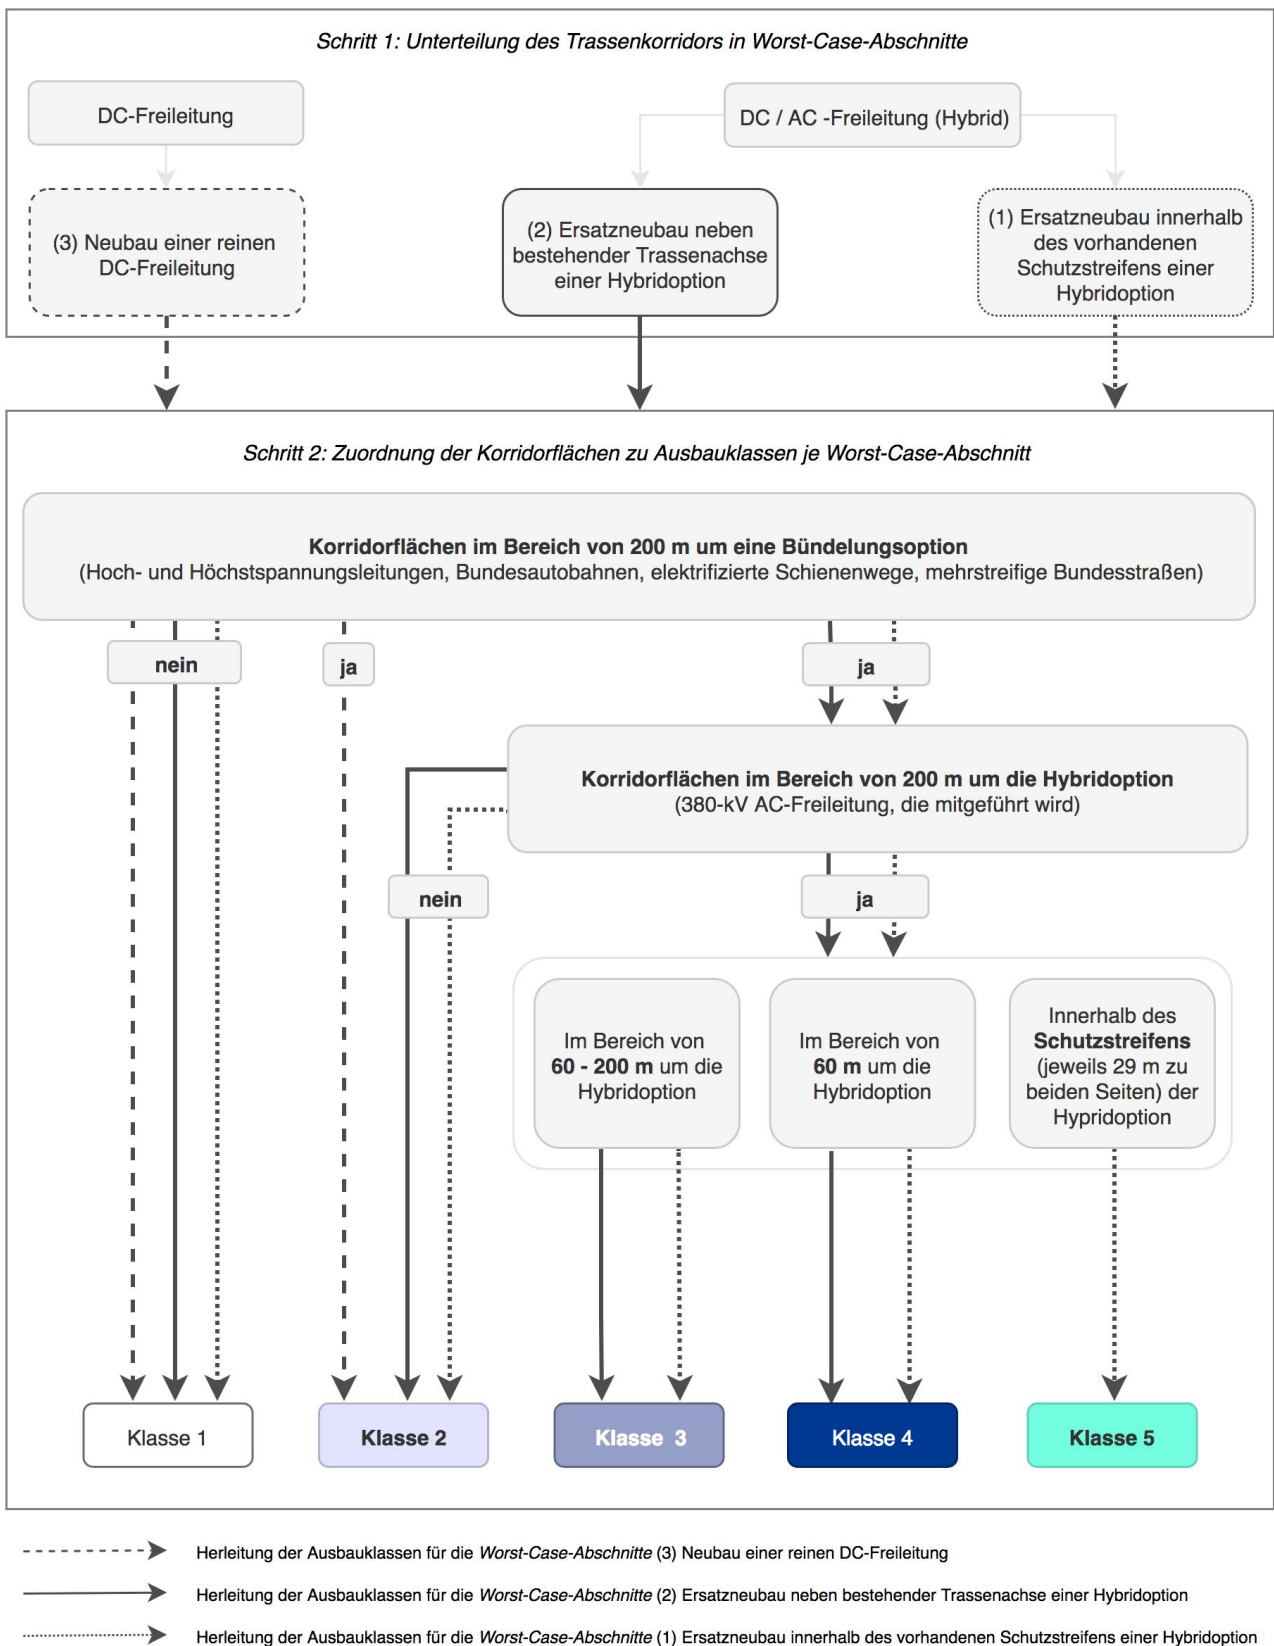 Schritt 1: Unterteilung des Trassenkorridors in Worst-Case-Abschnitte
DC-Freileitung
DC / AC -Freileitung (Hybrid)
(3) Neubau einer reinen
DC-Freileitung
(2) Ersatzneubau neben
bestehender Trassenachse
einer Hybridoption
(1) Ersatzneubau innerhalb
des vorhandenen
Schutzstreifens einer
Hybridoption
Schritt 2: Zuordnung der Korridorflächen zu Ausbauklassen je Worst-Case-Abschnitt
Korridorflächen im Bereich von 200 m um eine Bündelungsoption
(Hoch- und Höchstspannungsleitungen, Bundesautobahnen, elektrifizierte Schienenwege, mehrstreifige Bundesstraßen)
nein
ja
ja
Korridorflächen im Bereich von 200 m um die Hybridoption
(380-kV AC-Freileitung, die mitgeführt wird)
nein
ja
Im Bereich von
60 - 200 m um die
Hybridoption
Im Bereich von
60 m um die
Hybridoption
Innerhalb des
Schutzstreifens
(jeweils 29 m zu
beiden Seiten) der
Hypridoption
Klasse 1
Klasse 2
Klasse 3
Klasse 4
Klasse 5
Herleitung der Ausbauklassen für die Worst-Case-Abschnitte (3) Neubau einer reinen DC-Freileitung
Herleitung der Ausbauklassen für die Worst-Case-Abschnitte (2) Ersatzneubau neben bestehender Trassenachse einer Hybridoption
Herleitung der Ausbauklassen für die Worst-Case-Abschnitte (1) Ersatzneubau innerhalb des vorhandenen Schutzstreifens einer Hybridoption